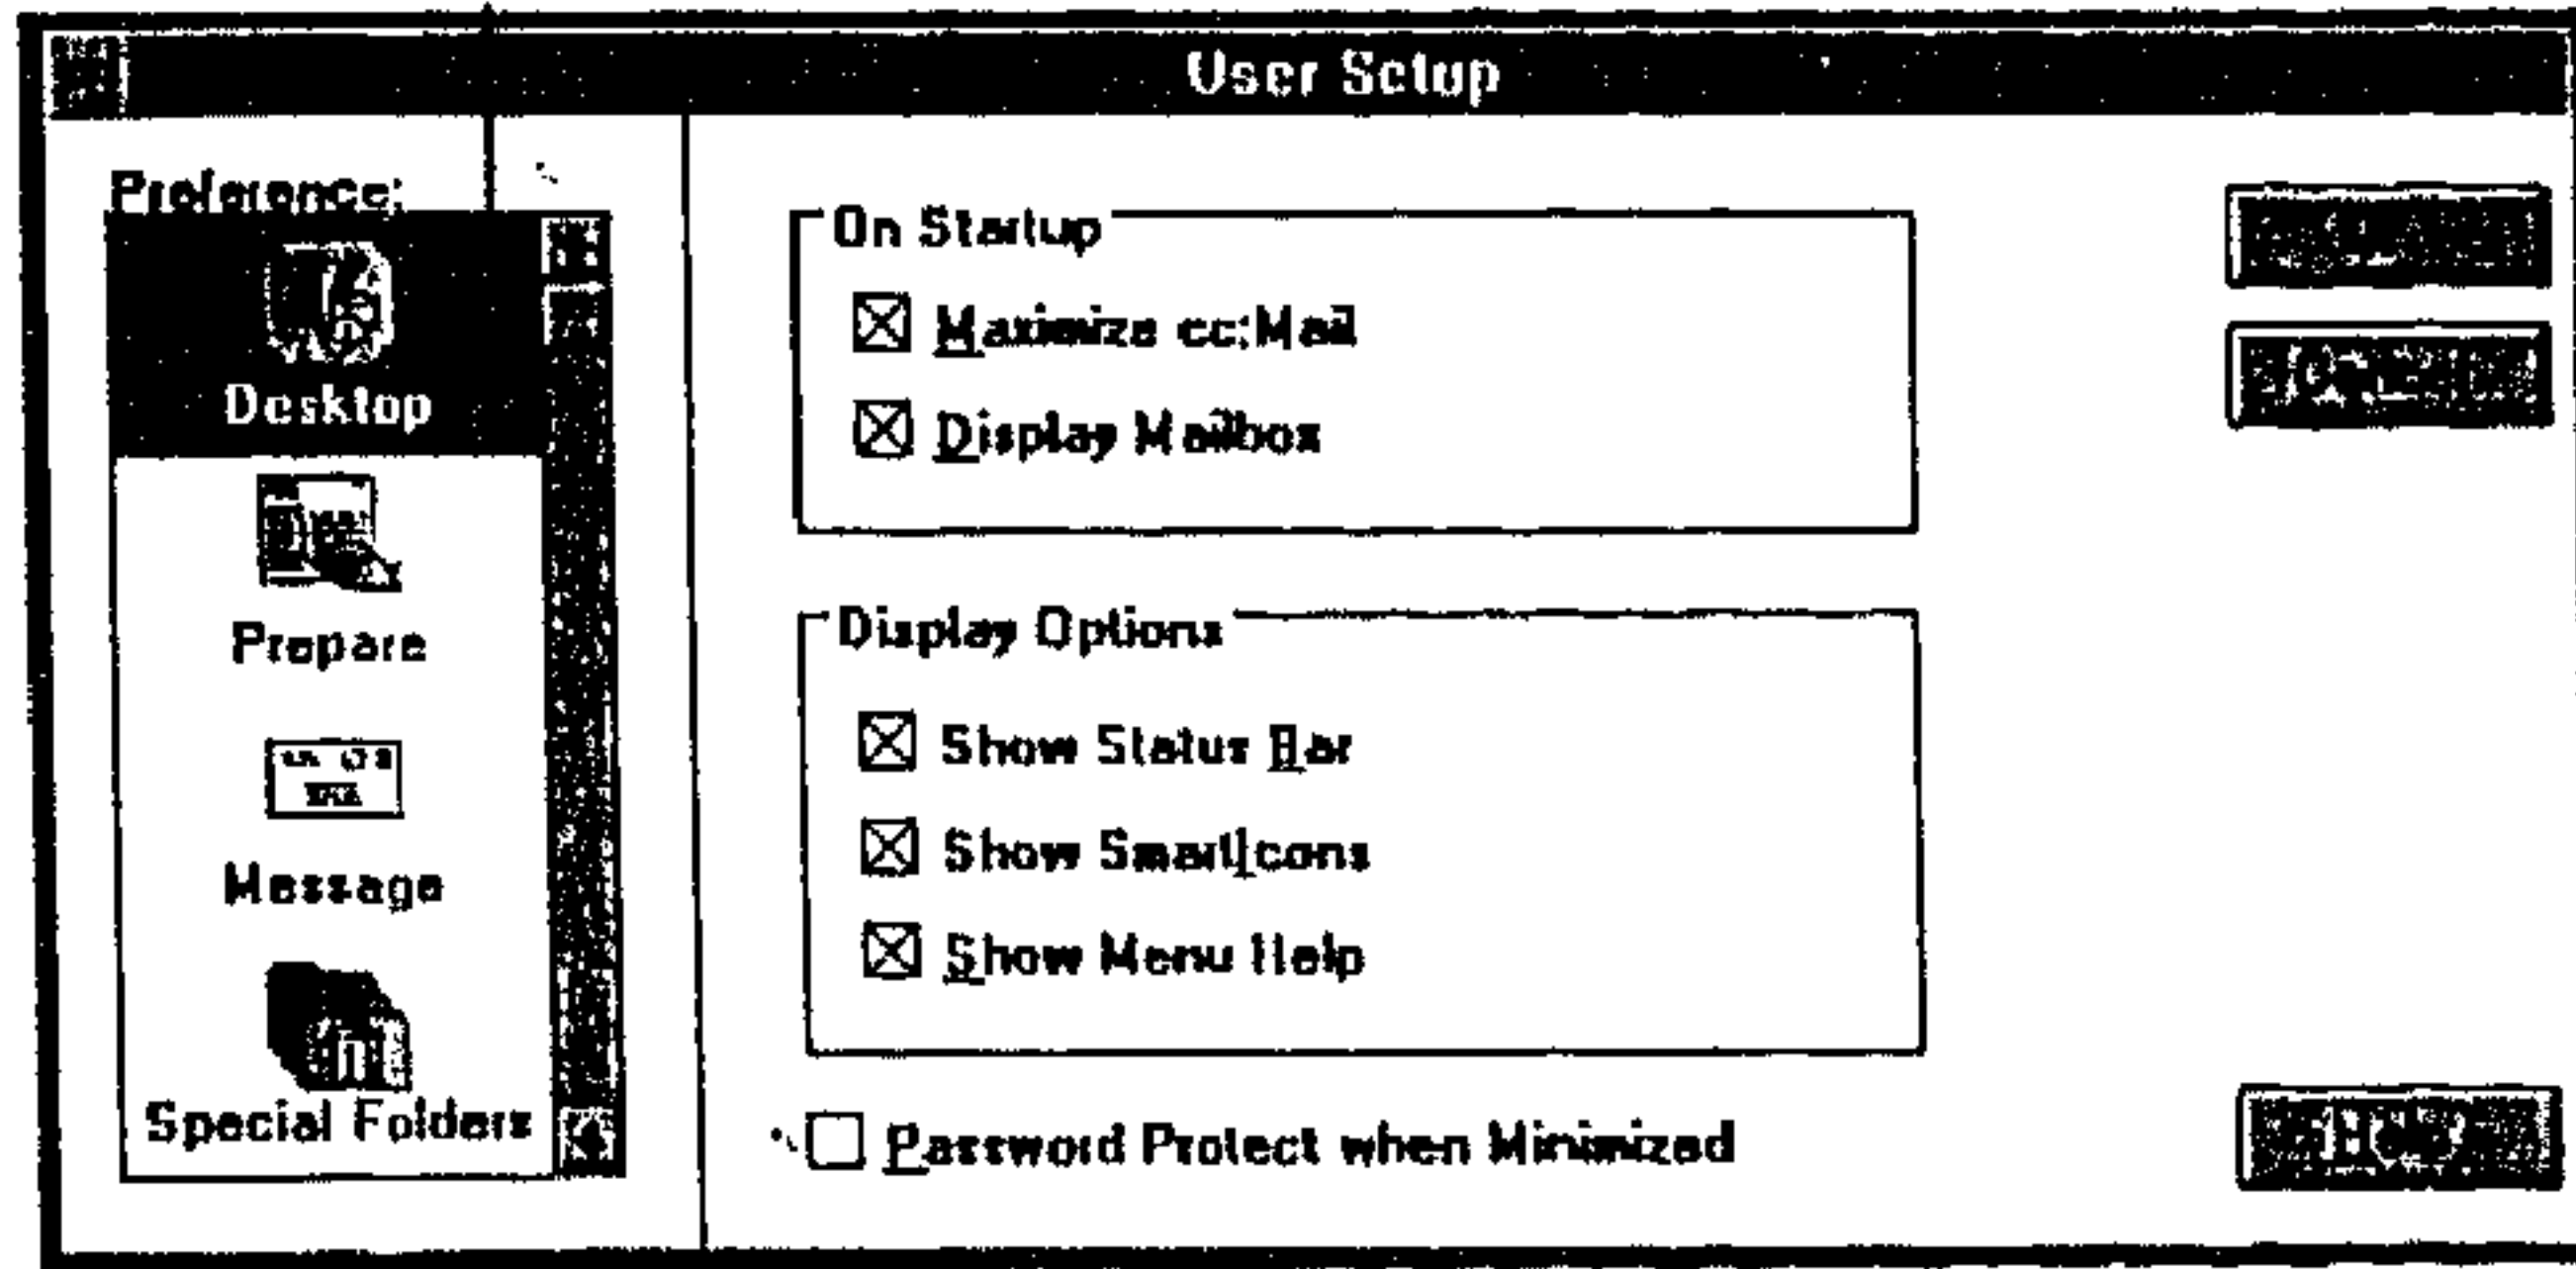 User Setup
Preference:
Desktop
Prepare
Message
Special Folders
On Startup
Maximize cc:Mail
Display Mailbox
Display Options
Show Status Bar
Show SmartIcons
Show Menu Help
Password Protect when Minimized
Help